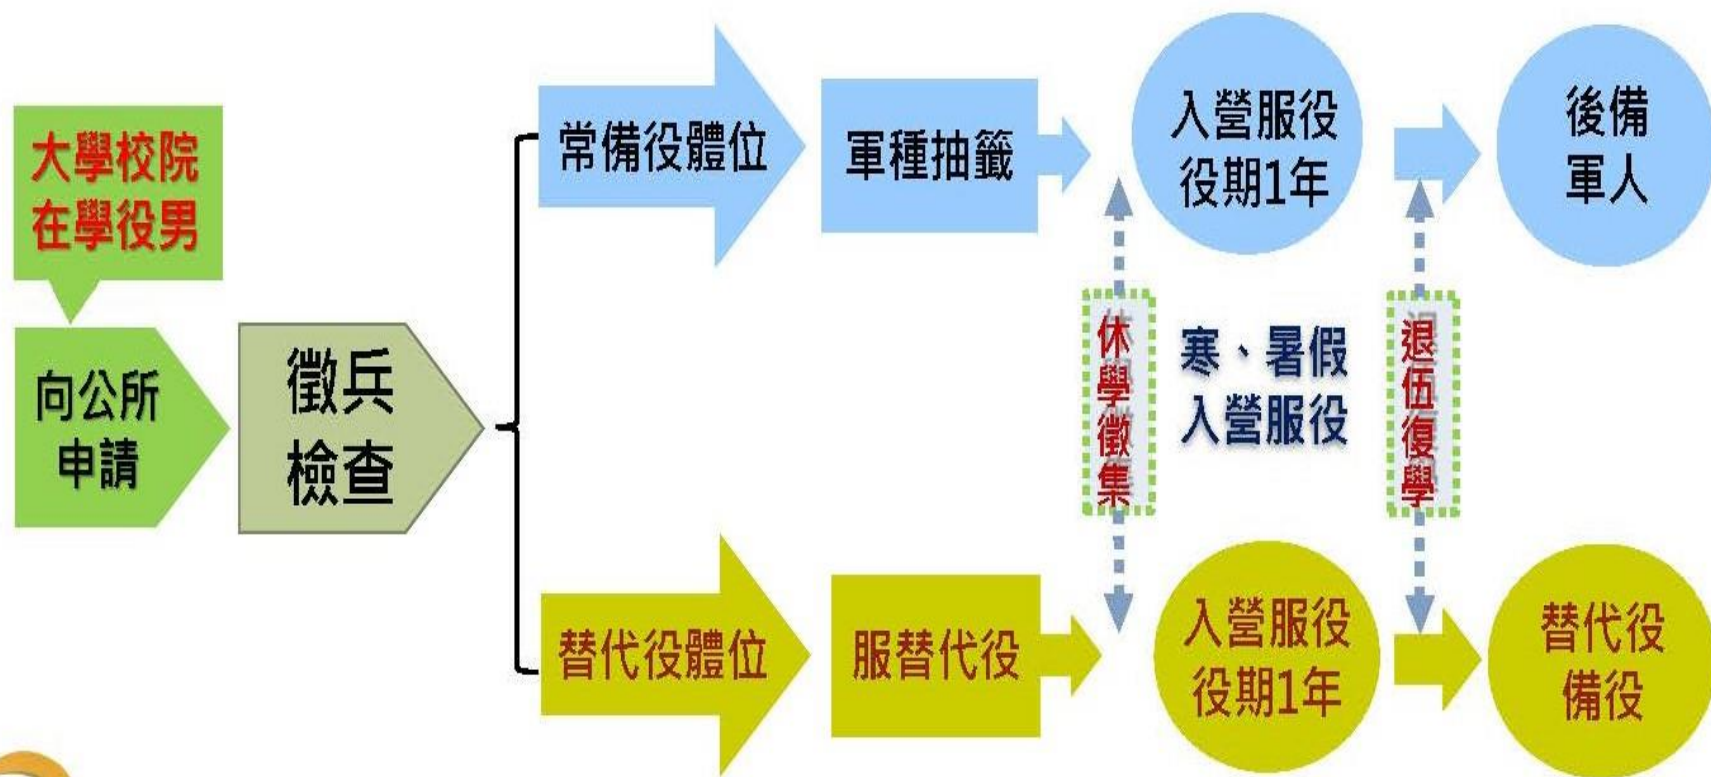 大學校院
在學役男
向公所
申請
徵兵
檢查
常備役體位
軍種抽籤
入營服役
役期1年
後備
軍人
休學徵集
寒、暑假
入營服役
退伍復學
替代役體位
服替代役
入營服役
役期1年
替代役
備役